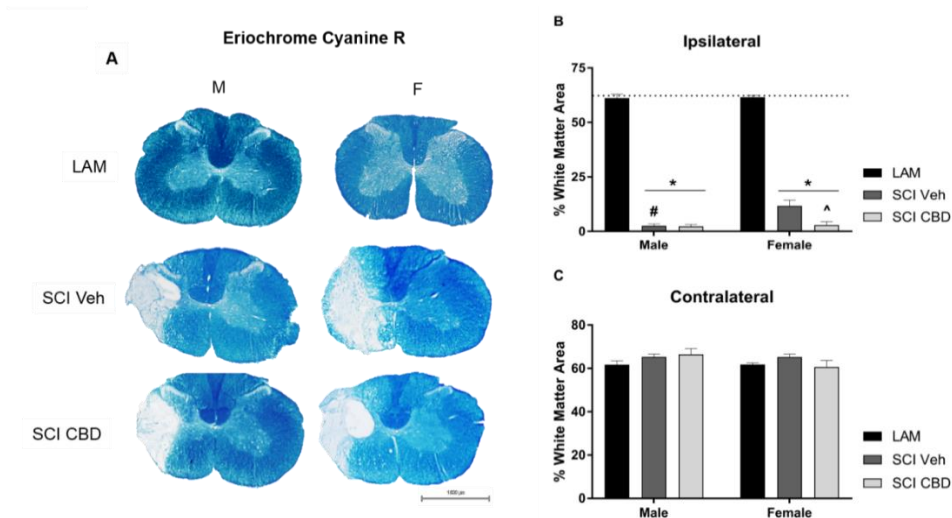 Eriochrome Cyanine R
A
M
F
LAM
SCI Veh
SCI CBD
B
Ipsilateral
% White Matter Area
75
50
25
0
*
#
*
^
Male
Female
LAM
SCI Veh
SCI CBD
C
Contralateral
% White Matter Area
80
60
40
20
0
Male
Female
LAM
SCI Veh
SCI CBD